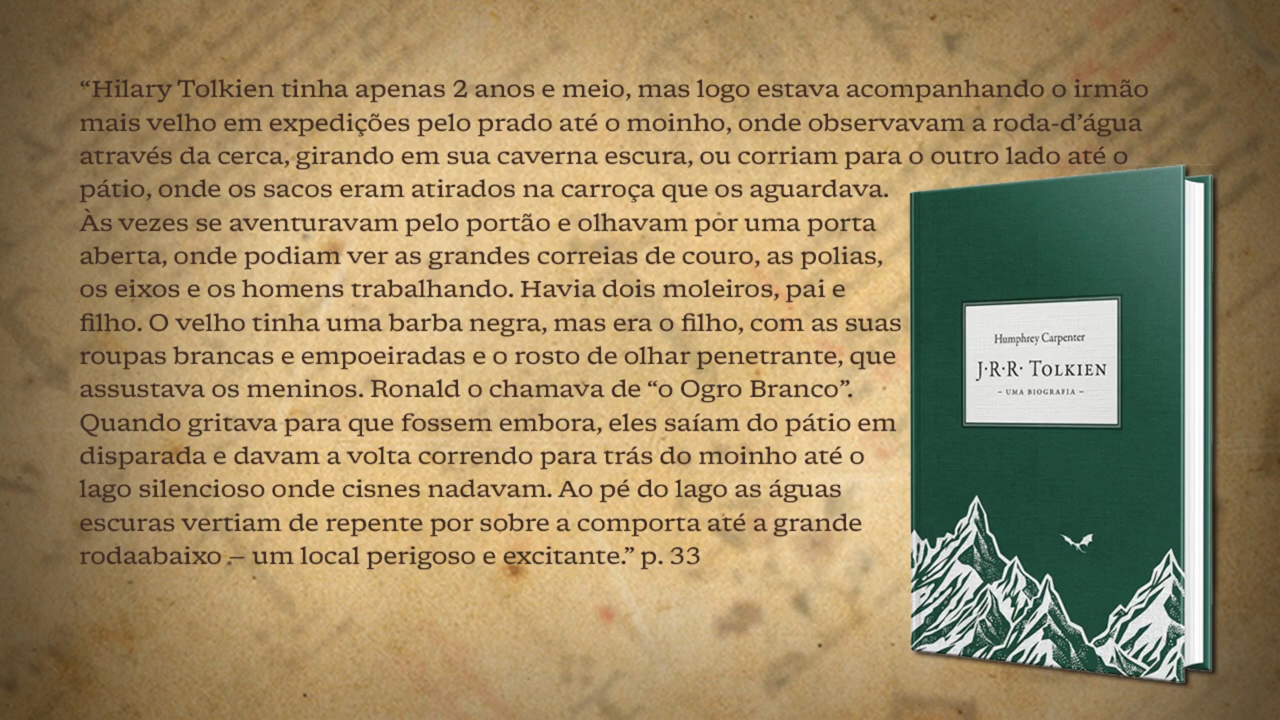 “Hilary Tolkien tinha apenas 2 anos e meio, mas logo estava acompanhando o irmão
mais velho em expedições pelo prado até o moinho, onde observavam a roda-d’água
através da cerca, girando em sua caverna escura, ou corriam para o outro lado até o
pátio, onde os sacos eram atirados na carroça que os aguardava.
Às vezes se aventuravam pelo portão e olhavam por uma porta
aberta, onde podiam ver as grandes correias de couro, as polias,
os eixos e os homens trabalhando. Havia dois moleiros, pai e
filho. O velho tinha uma barba negra, mas era o filho, com as suas
roupas brancas e empoeiradas e o rosto de olhar penetrante, que
assustava os meninos. Ronald o chamava de “o Ogro Branco”.
Quando gritava para que fossem embora, eles saíam do pátio em
disparada e davam a volta correndo para trás do moinho até o
lago silencioso onde cisnes nadavam. Ao pé do lago as águas
escuras vertiam de repente por sobre a comporta até a grande
rodaabaixo – um local perigoso e excitante.” p. 33
Humphrey Carpenter
J·R·R· TOLKIEN
– UMA BIOGRAFIA –